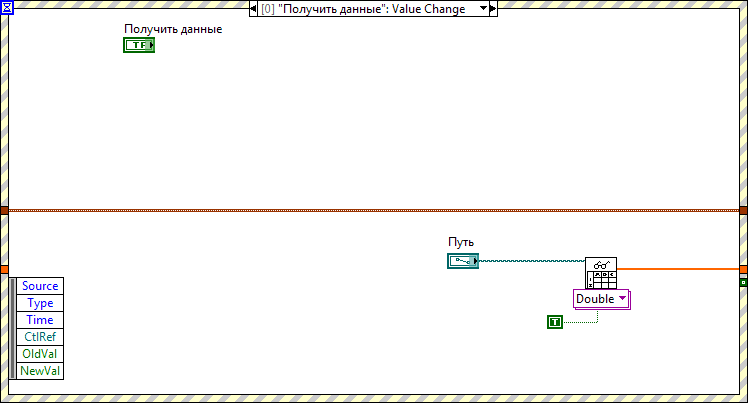 [0] "Получить данные": Value Change
Получить данные
TF
Путь
Source
Type
Time
CtlRef
OldVal
NewVal
Double
T